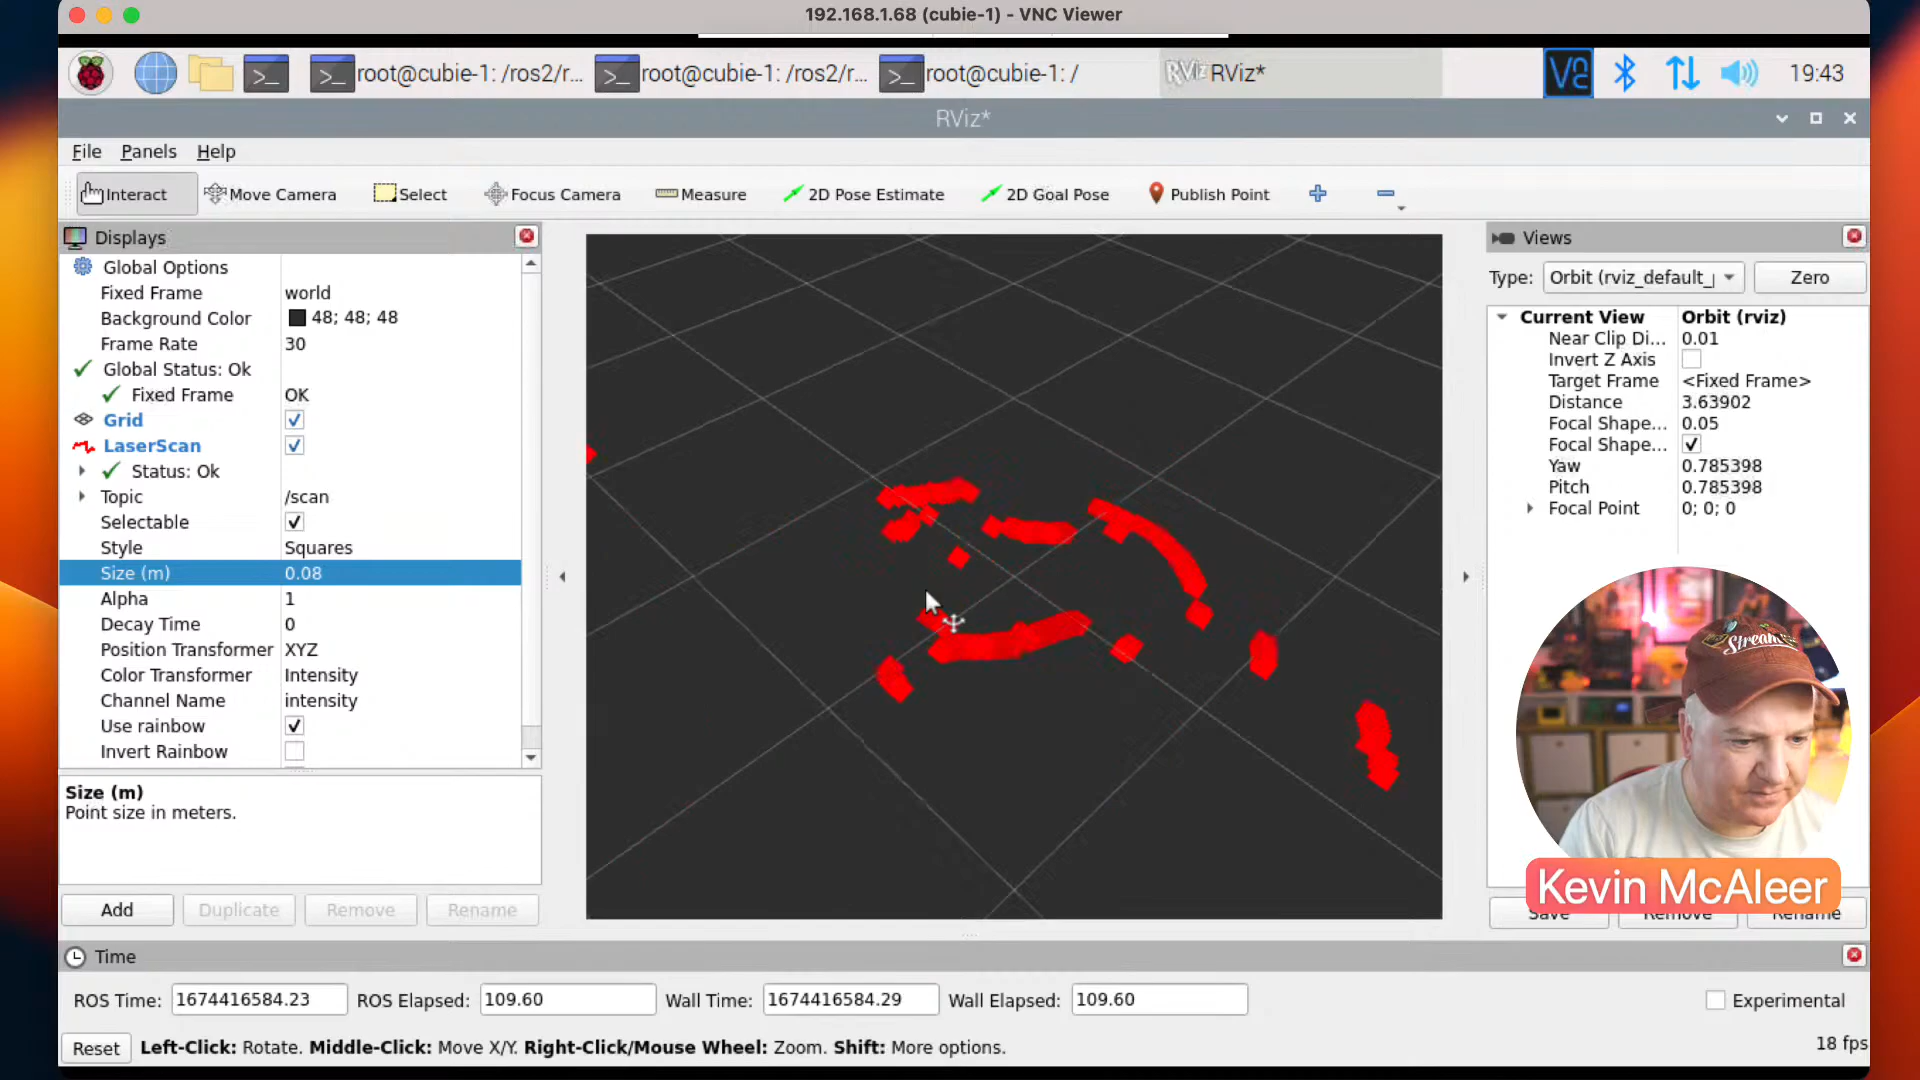 192.168.1.68 (cubie-1) - VNC Viewer
root@cubie-1: /ros2/r...
root@cubie-1: /ros2/r...
root@cubie-1: /
RViz*
19:43
RViz*
File Panels Help
Interact
Move Camera
Select
Focus Camera
Measure
2D Pose Estimate
2D Goal Pose
Publish Point
Displays
Global Options
Fixed Frame world
Background Color 48; 48; 48
Frame Rate 30
Global Status: Ok
Fixed Frame OK
Grid
LaserScan
Status: Ok
Topic /scan
Selectable
Style Squares
Size (m) 0.08
Alpha 1
Decay Time 0
Position Transformer XYZ
Color Transformer Intensity
Channel Name intensity
Use rainbow
Invert Rainbow
Size (m)
Point size in meters.
Add Duplicate Remove Rename
Views
Type: Orbit (rviz_default_ Zero
Current View Orbit (rviz)
Near Clip Di... 0.01
Invert Z Axis
Target Frame <Fixed Frame>
Distance 3.63902
Focal Shape... 0.05
Focal Shape...
Yaw 0.785398
Pitch 0.785398
Focal Point 0; 0; 0
Stream
Kevin McAleer
Save Remove Rename
Time
ROS Time: 1674416584.23 ROS Elapsed: 109.60 Wall Time: 1674416584.29 Wall Elapsed: 109.60 Experimental
Reset Left-Click: Rotate. Middle-Click: Move X/Y. Right-Click/Mouse Wheel: Zoom. Shift: More options. 18 fps